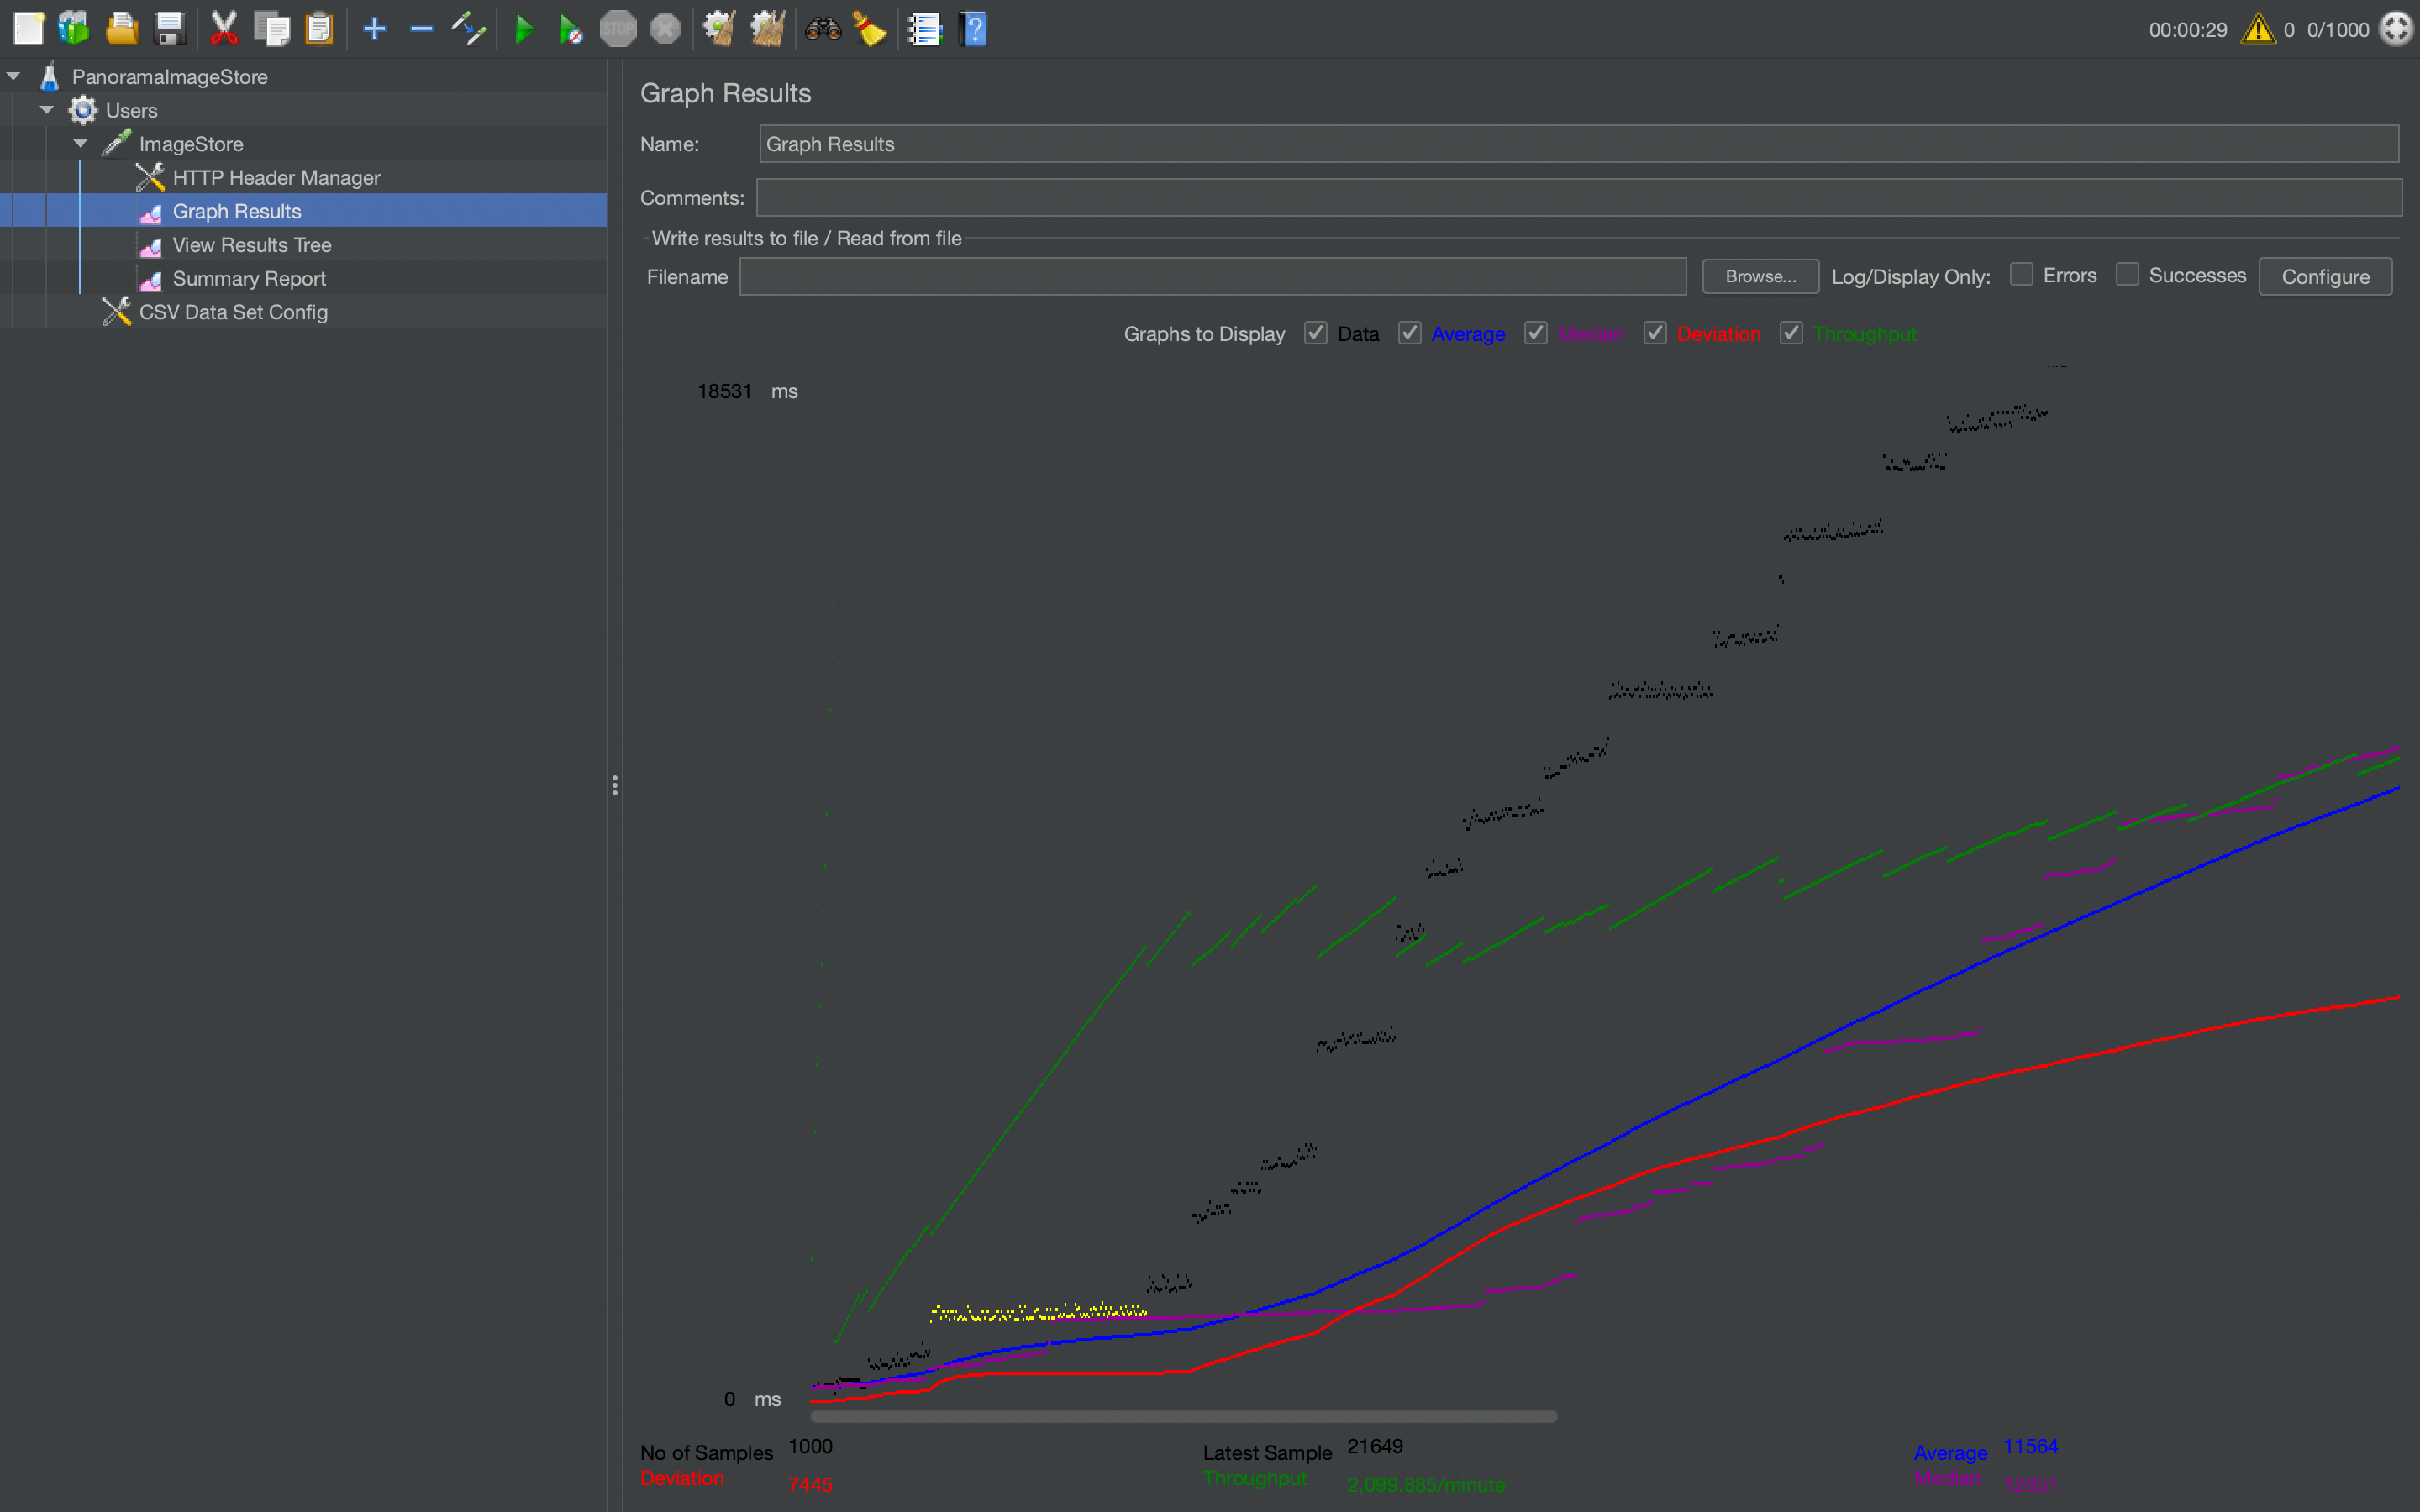 STOP
00:00:29 0 0/1000
PanoramaImageStore
Users
ImageStore
HTTP Header Manager
Graph Results
View Results Tree
Summary Report
CSV Data Set Config
Graph Results
Name: Graph Results
Comments:
Write results to file / Read from file
Filename Browse... Log/Display Only: Errors Successes Configure
Graphs to Display Data Average Median Deviation Throughput
18531 ms
0 ms
No of Samples 1000 Latest Sample 21649 Average 11564
Deviation 7445 Throughput 2,099.885/minute Median 12651